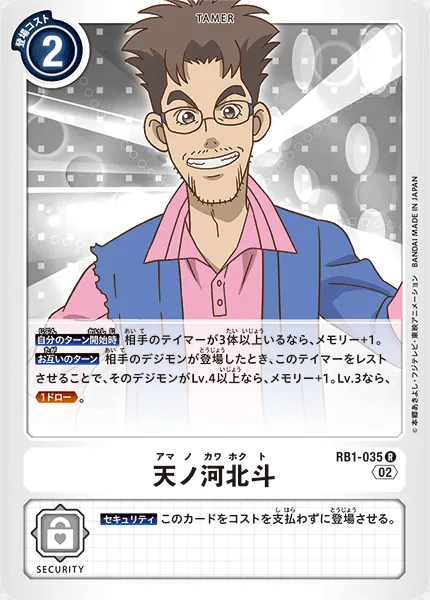 TAMER
登場コスト
2
自分のターン開始時 相手のテイマーが3体以上いるなら、メモリー+1。
お互いのターン 相手のデジモンが登場したとき、このテイマーをレスト
させることで、そのデジモンがLv.4以上なら、メモリー+1。Lv.3なら、
1ドロー。
©本郷あきよし・フジテレビ・東映アニメーション BANDAI MADE IN JAPAN
RB1-035 R
02
アマ ノ カワ ホク ト
天ノ河北斗
セキュリティ このカードをコストを支払わずに登場させる。
SECURITY